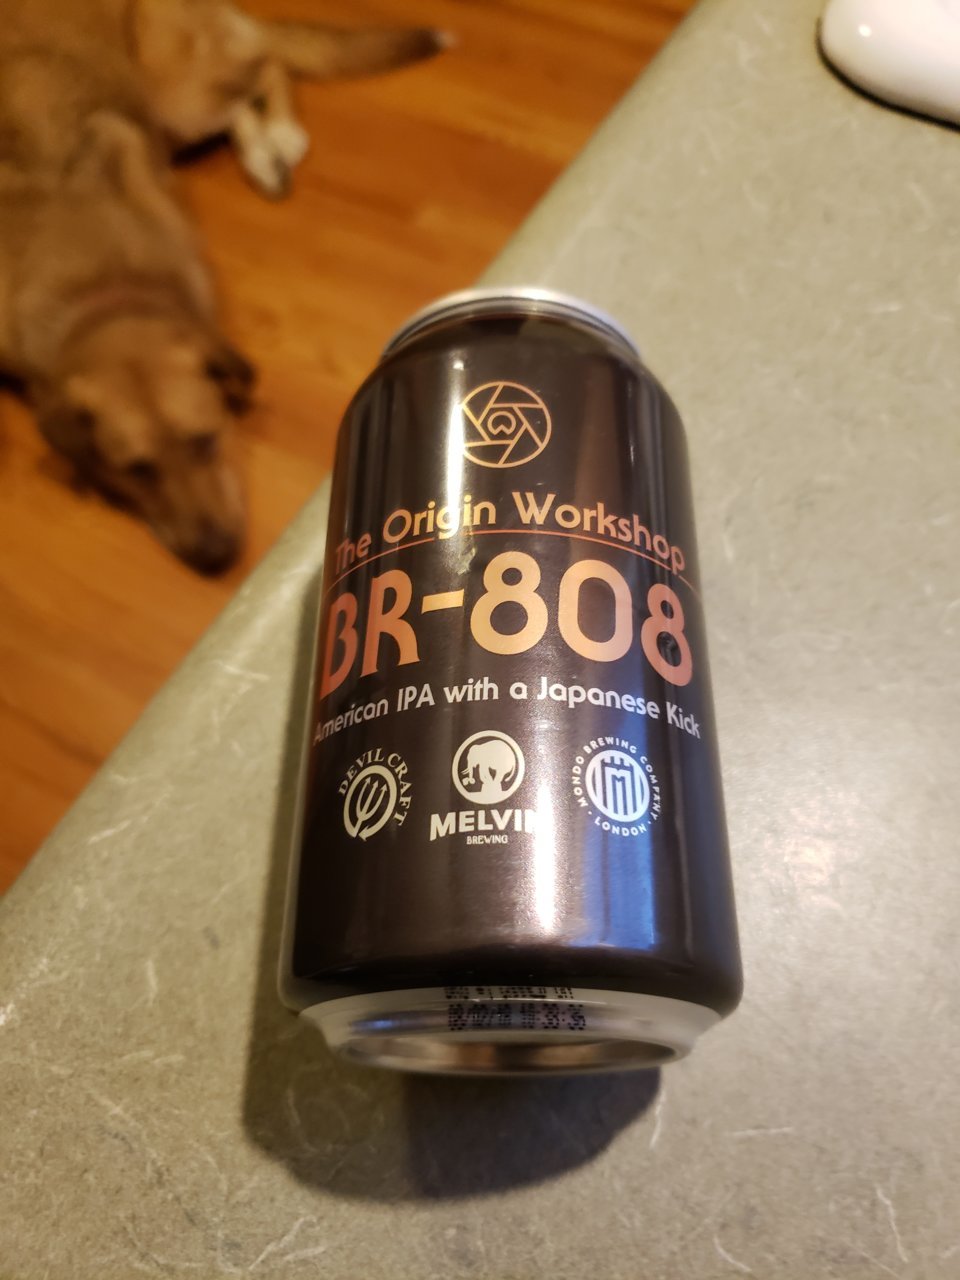 The Origin Workshop
BR-808
American IPA with a Japanese Kick
DEVIL CRAFT
MELVIN
BREWING
MONDO BREWING COMPANY
LONDON